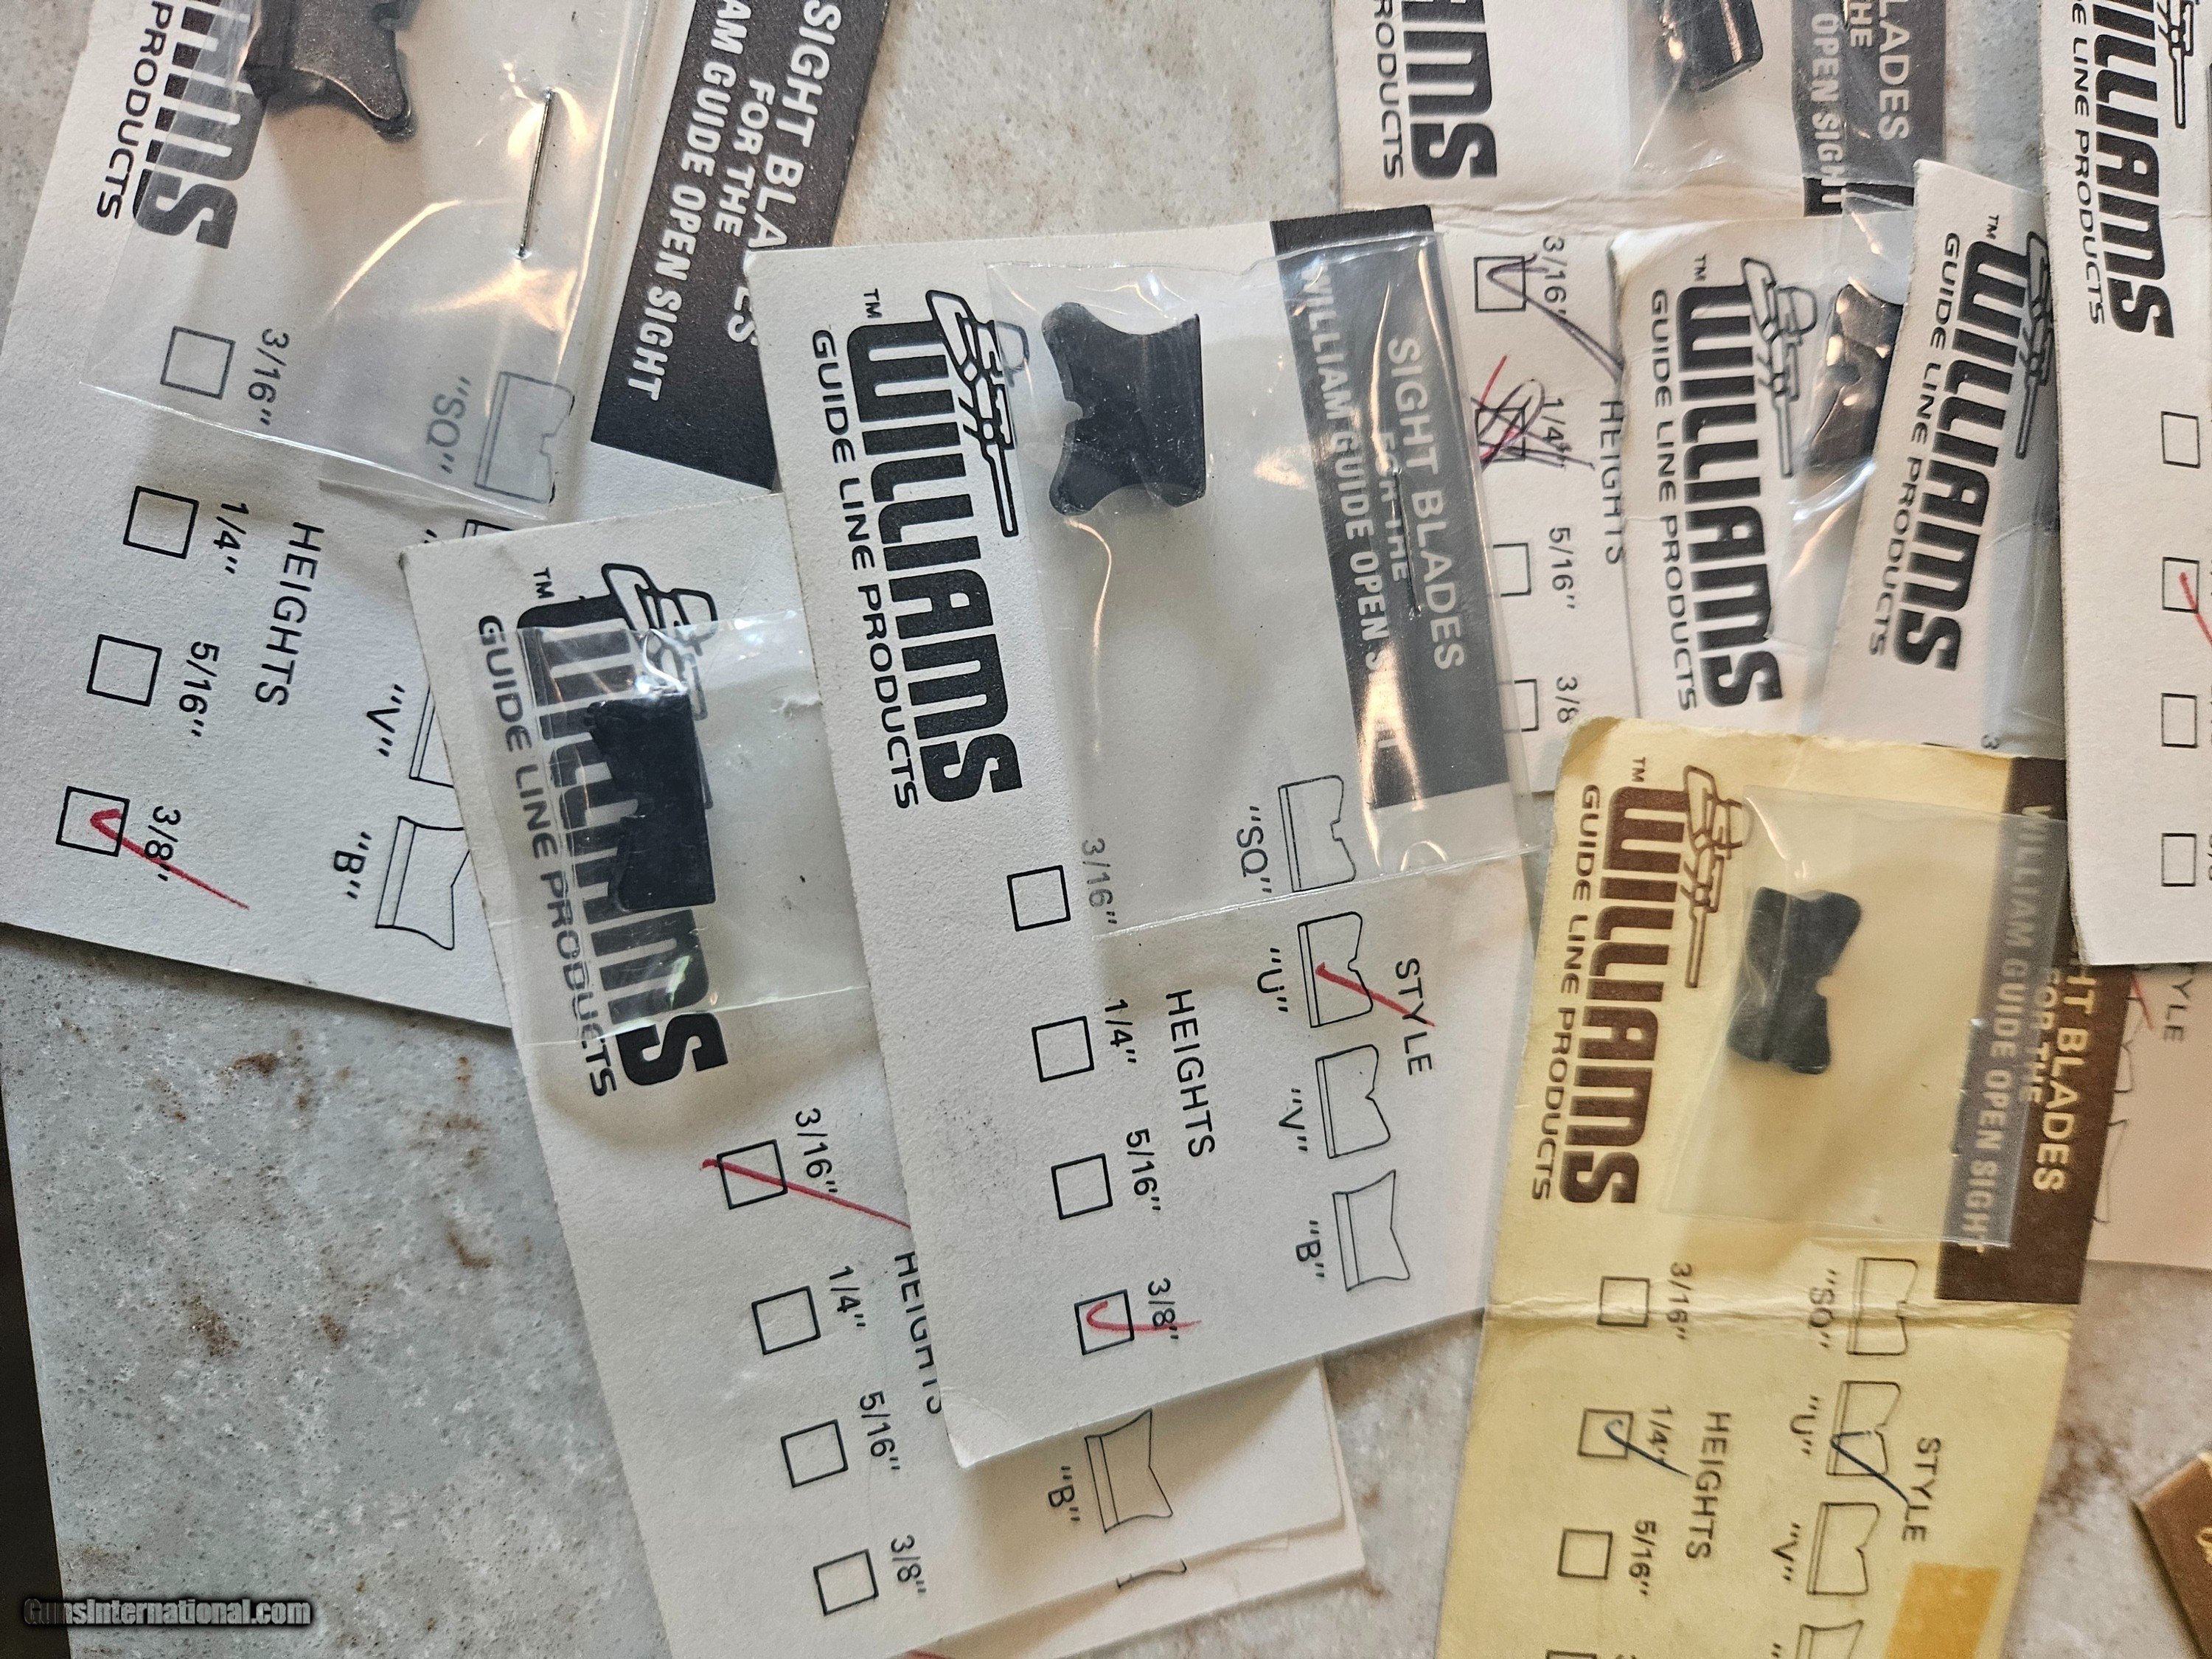 SIGHT BLADES
FOR THE
WILLIAM GUIDE OPEN SIGHT
TM
WILLIAMS
GUIDE LINE PRODUCTS
STYLE
"SQ" "U" "V" "B"
HEIGHTS
3/16" 1/4" 5/16" 3/8"
FOR THE
AM GUIDE OPEN SIGHT
PRODUCTS
"SQ"
"V"
"B"
HEIGHTS
3/16" 1/4" 5/16" 3/8"
TM
WILLIAMS
GUIDE LINE PRODUCTS
HEIGHTS
3/16" 1/4" 5/16" 3/8"
"B"
BLADES
OPEN SIGHT
PRODUCTS
HEIGHTS
3/16" 1/4" 5/16" 3/8
TM
WILLIAMS
GUIDE LINE PRODUCTS
TM
WILLIAMS
GUIDE LINE PRODUCTS
WILLIAMS
LINE PRODUCTS
BLADES
FOR THE
WILLIAM GUIDE OPEN SIGHT
TM
WILLIAMS
GUIDE LINE PRODUCTS
STYLE
"SQ" "U" "V"
HEIGHTS
3/16" 1/4" 5/16"
GunsInternational.com